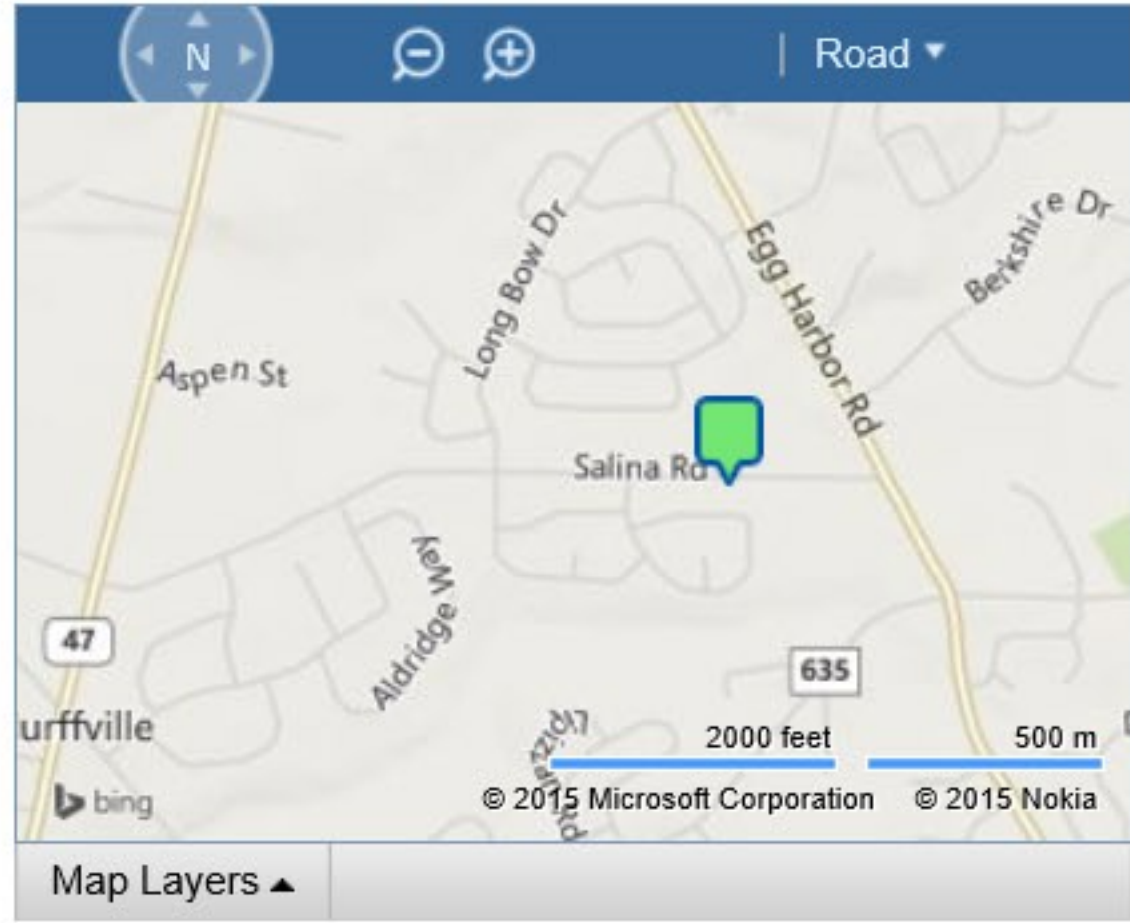 N
Road
Long Bow Dr
Egg Harbor Rd
Berkshire Dr
Aspen St
Salina Rd
Aldridge Way
47
635
urffville
2000 feet
500 m
bing
© 2015 Microsoft Corporation
© 2015 Nokia
Map Layers